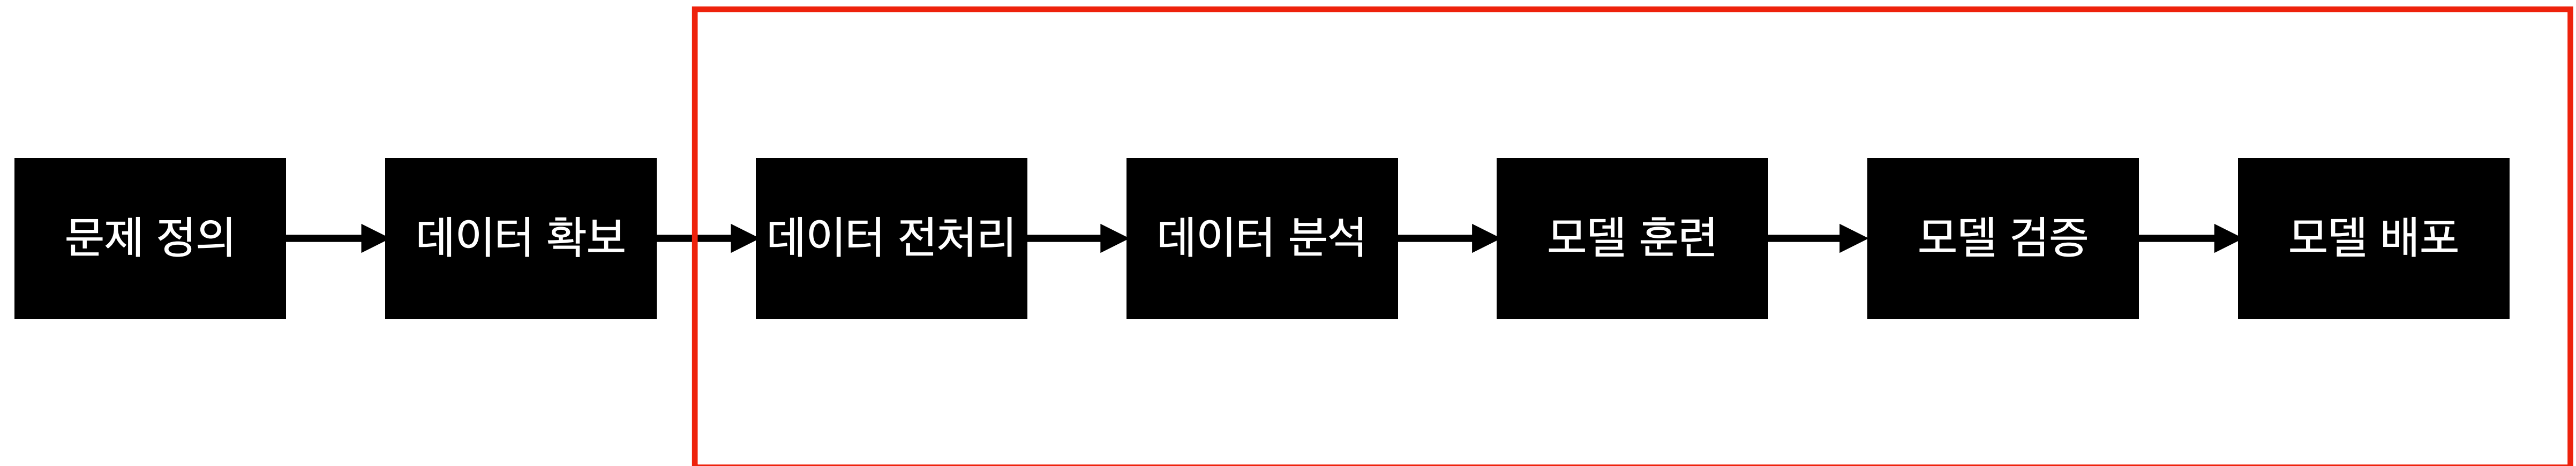 문제 정의
데이터 확보
데이터 전처리
데이터 분석
모델 훈련
모델 검증
모델 배포